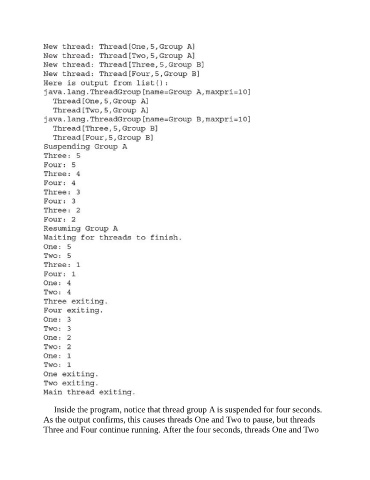 New thread: Thread[One,5,Group A]
New thread: Thread[Two,5,Group A]
New thread: Thread[Three,5,Group B]
New thread: Thread[Four,5,Group B]
Here is output from list():
java.lang.ThreadGroup[name=Group A,maxpri=10]
Thread[One,5,Group A]
Thread[Two,5,Group A]
java.lang.ThreadGroup[name=Group B,maxpri=10]
Thread[Three,5,Group B]
Thread[Four,5,Group B]
Suspending Group A
Three: 5
Four: 5
Three: 4
Four: 4
Three: 3
Four: 3
Three: 2
Four: 2
Resuming Group A
Waiting for threads to finish.
One: 5
Two: 5
Three: 1
Four: 1
One: 4
Two: 4
Three exiting.
Four exiting.
One: 3
Two: 3
One: 2
Two: 2
One: 1
Two: 1
One exiting.
Two exiting.
Main thread exiting.
Inside the program, notice that thread group A is suspended for four seconds.
As the output confirms, this causes threads One and Two to pause, but threads
Three and Four continue running. After the four seconds, threads One and Two